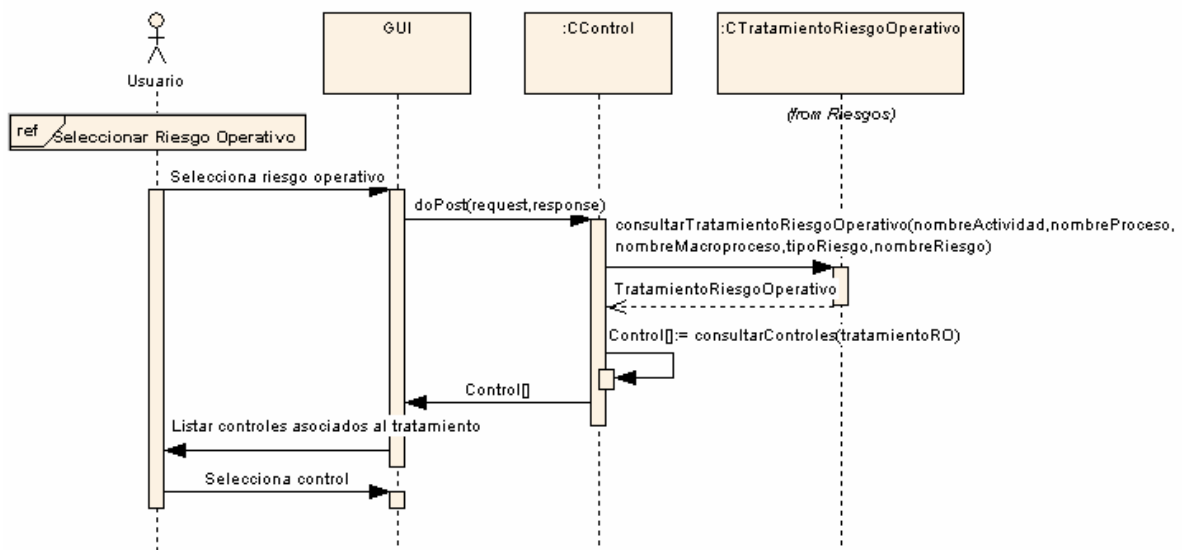 GUI
:CControl
:CTratamientoRiesgoOperativo
Usuario
(from Riesgos)
ref
Seleccionar Riesgo Operativo
Selecciona riesgo operativo
doPost(request,response)
consultarTratamientoRiesgoOperativo(nombreActividad,nombreProceso,
nombreMacroproceso,tipoRiesgo,nombreRiesgo)
TratamientoRiesgoOperativo
Control[]:= consultarControles(tratamientoRO)
Control[]
Listar controles asociados al tratamiento
Selecciona control